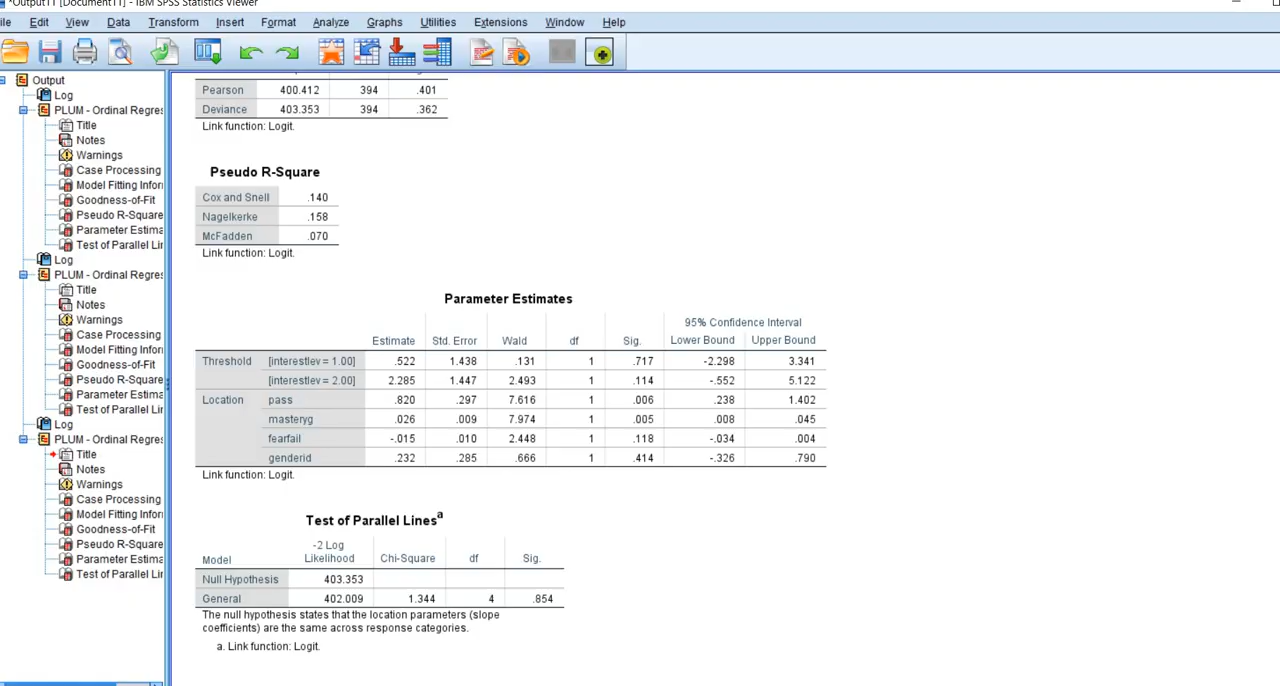 *Output11 [Document11] - IBM SPSS Statistics Viewer
ile Edit View Data Transform Insert Format Analyze Graphs Utilities Extensions Window Help
Output
Log
PLUM - Ordinal Regres
Title
Notes
Warnings
Case Processing
Model Fitting Infor
Goodness-of-Fit
Pseudo R-Square
Parameter Estima
Test of Parallel Lir
Log
PLUM - Ordinal Regres
Title
Notes
Warnings
Case Processing
Model Fitting Infor
Goodness-of-Fit
Pseudo R-Square
Parameter Estima
Test of Parallel Lir
Log
PLUM - Ordinal Regres
Title
Notes
Warnings
Case Processing
Model Fitting Infor
Goodness-of-Fit
Pseudo R-Square
Parameter Estima
Test of Parallel Lir
Pearson 400.412 394 .401
Deviance 403.353 394 .362
Link function: Logit.
Pseudo R-Square
Cox and Snell .140
Nagelkerke .158
McFadden .070
Link function: Logit.
Parameter Estimates
95% Confidence Interval
Estimate Std. Error Wald df Sig. Lower Bound Upper Bound
Threshold [interestlev = 1.00] .522 1.438 .131 1 .717 -2.298 3.341
[interestlev = 2.00] 2.285 1.447 2.493 1 .114 -.552 5.122
Location pass .820 .297 7.616 1 .006 .238 1.402
masteryg .026 .009 7.974 1 .005 .008 .045
fearfail -.015 .010 2.448 1 .118 -.034 .004
genderid .232 .285 .666 1 .414 -.326 .790
Link function: Logit.
Test of Parallel Lines a
-2 Log
Model Likelihood Chi-Square df Sig.
Null Hypothesis 403.353
General 402.009 1.344 4 .854
The null hypothesis states that the location parameters (slope
coefficients) are the same across response categories.
a. Link function: Logit.